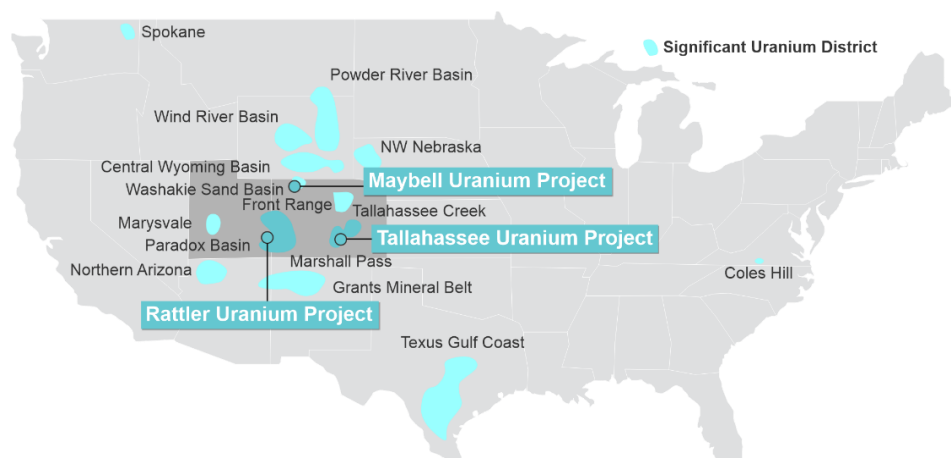 Spokane
Significant Uranium District
Powder River Basin
Wind River Basin
NW Nebraska
Central Wyoming Basin
Maybell Uranium Project
Washakie Sand Basin
Front Range
Tallahassee Creek
Marysvale
Tallahassee Uranium Project
Paradox Basin
Marshall Pass
Northern Arizona
Coles Hill
Grants Mineral Belt
Rattler Uranium Project
Texus Gulf Coast